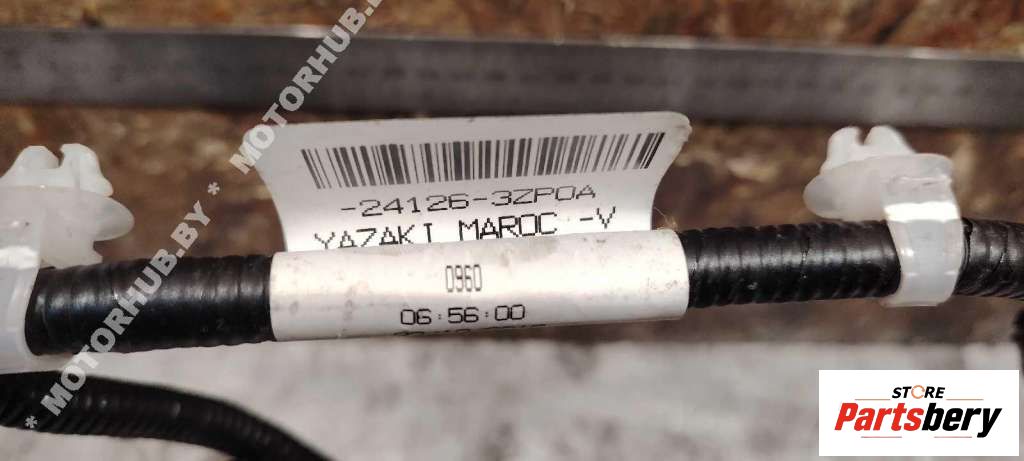 -24126-3ZP0A
YAZAKI MAROC -V
0960
06:56:00
* MOTORHUB.BY * MOTORHUB.BY
STORE
Partsbery